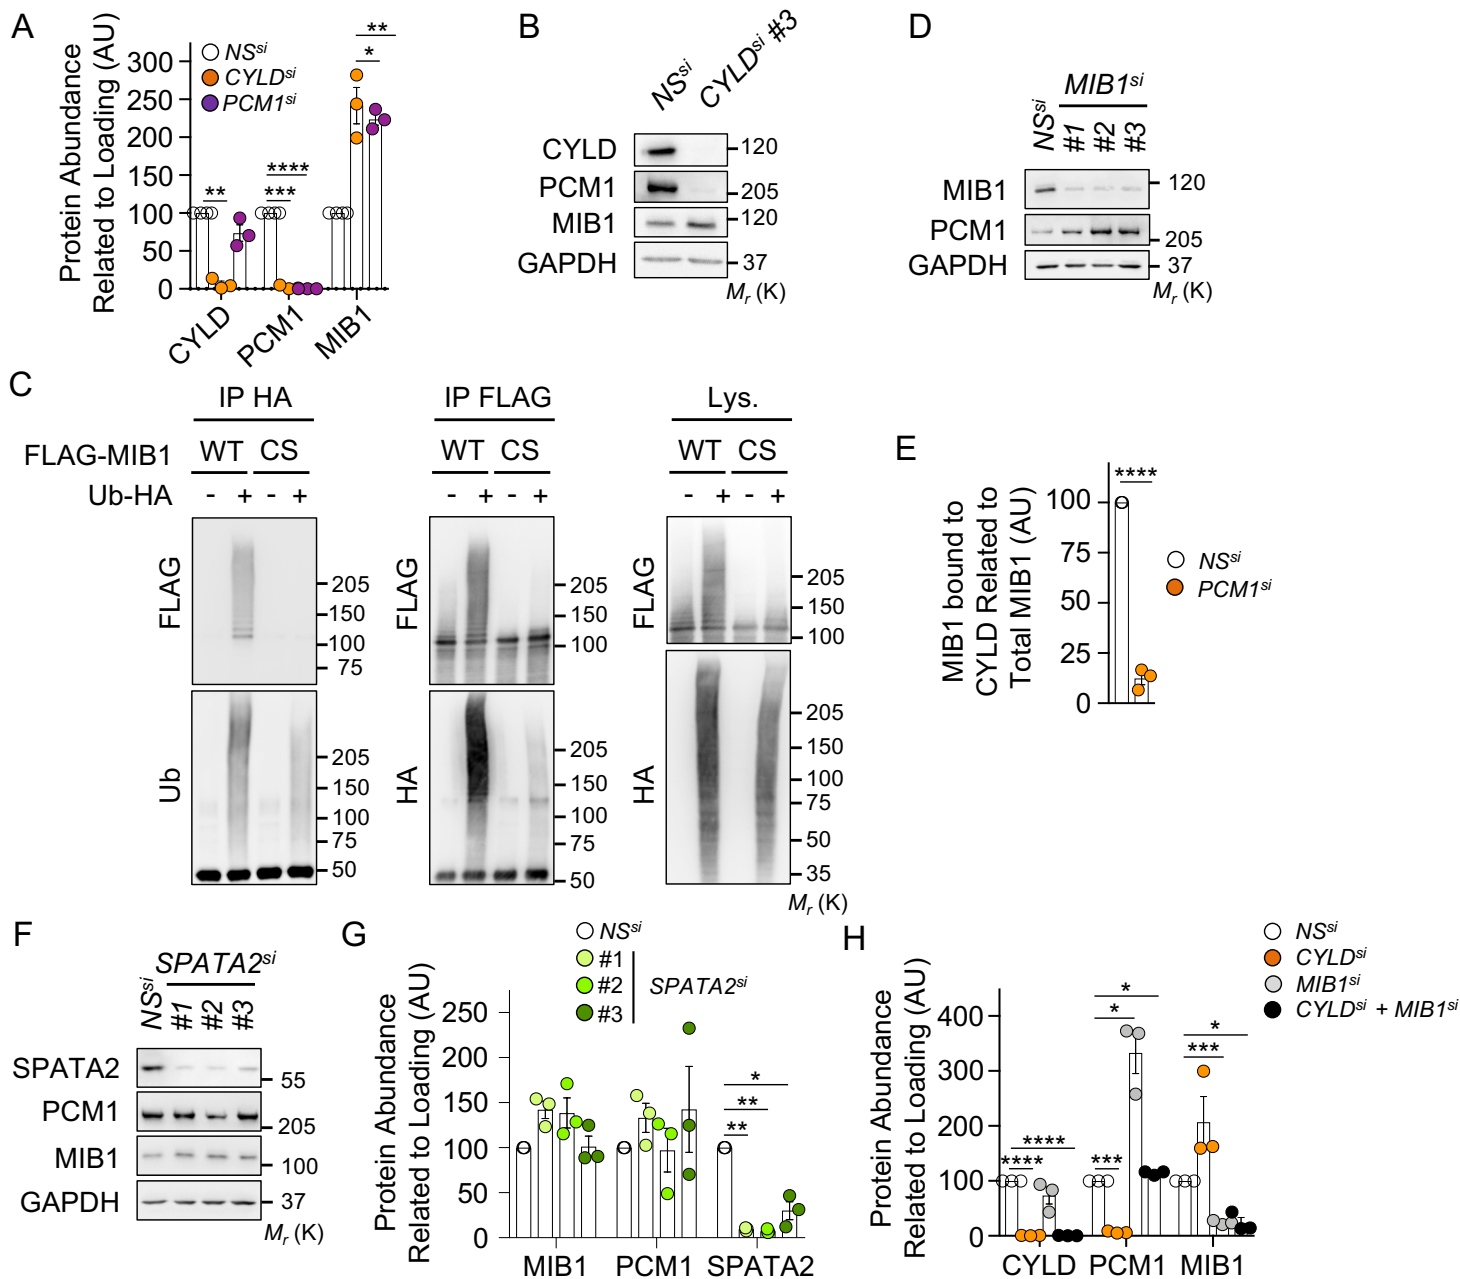 A
Protein Abundance
Related to Loading (AU)
300
250
200
150
100
50
0
NSsi
CYLDsi
PCM1si
**
****
***
**
*
CYLD
PCM1
MIB1
B
NSsi
CYLDsi #3
CYLD
120
PCM1
205
MIB1
120
GAPDH
37
Mr (K)
D
MIB1si
NSsi
#1
#2
#3
MIB1
120
PCM1
205
GAPDH
37
Mr (K)
C
IP HA
IP FLAG
Lys.
FLAG-MIB1
WT CS
WT CS
WT CS
Ub-HA
- + - +
- + - +
- + - +
FLAG
205
150
100
75
Ub
205
150
100
75
50
FLAG
205
150
100
HA
205
150
100
75
50
FLAG
205
150
100
HA
205
150
100
75
50
35
Mr (K)
E
MIB1 bound to
CYLD Related to
Total MIB1 (AU)
100
75
50
25
0
****
NSsi
PCM1si
F
SPATA2si
NSsi
#1
#2
#3
SPATA2
55
PCM1
205
MIB1
100
GAPDH
37
Mr (K)
G
NSsi
#1
#2
#3
SPATA2si
Protein Abundance
Related to Loading (AU)
250
200
150
100
50
0
*
**
**
MIB1
PCM1
SPATA2
H
NSsi
CYLDsi
MIB1si
CYLDsi + MIB1si
Protein Abundance
Related to Loading (AU)
400
300
200
100
0
****
****
*
*
***
*
***
CYLD
PCM1
MIB1